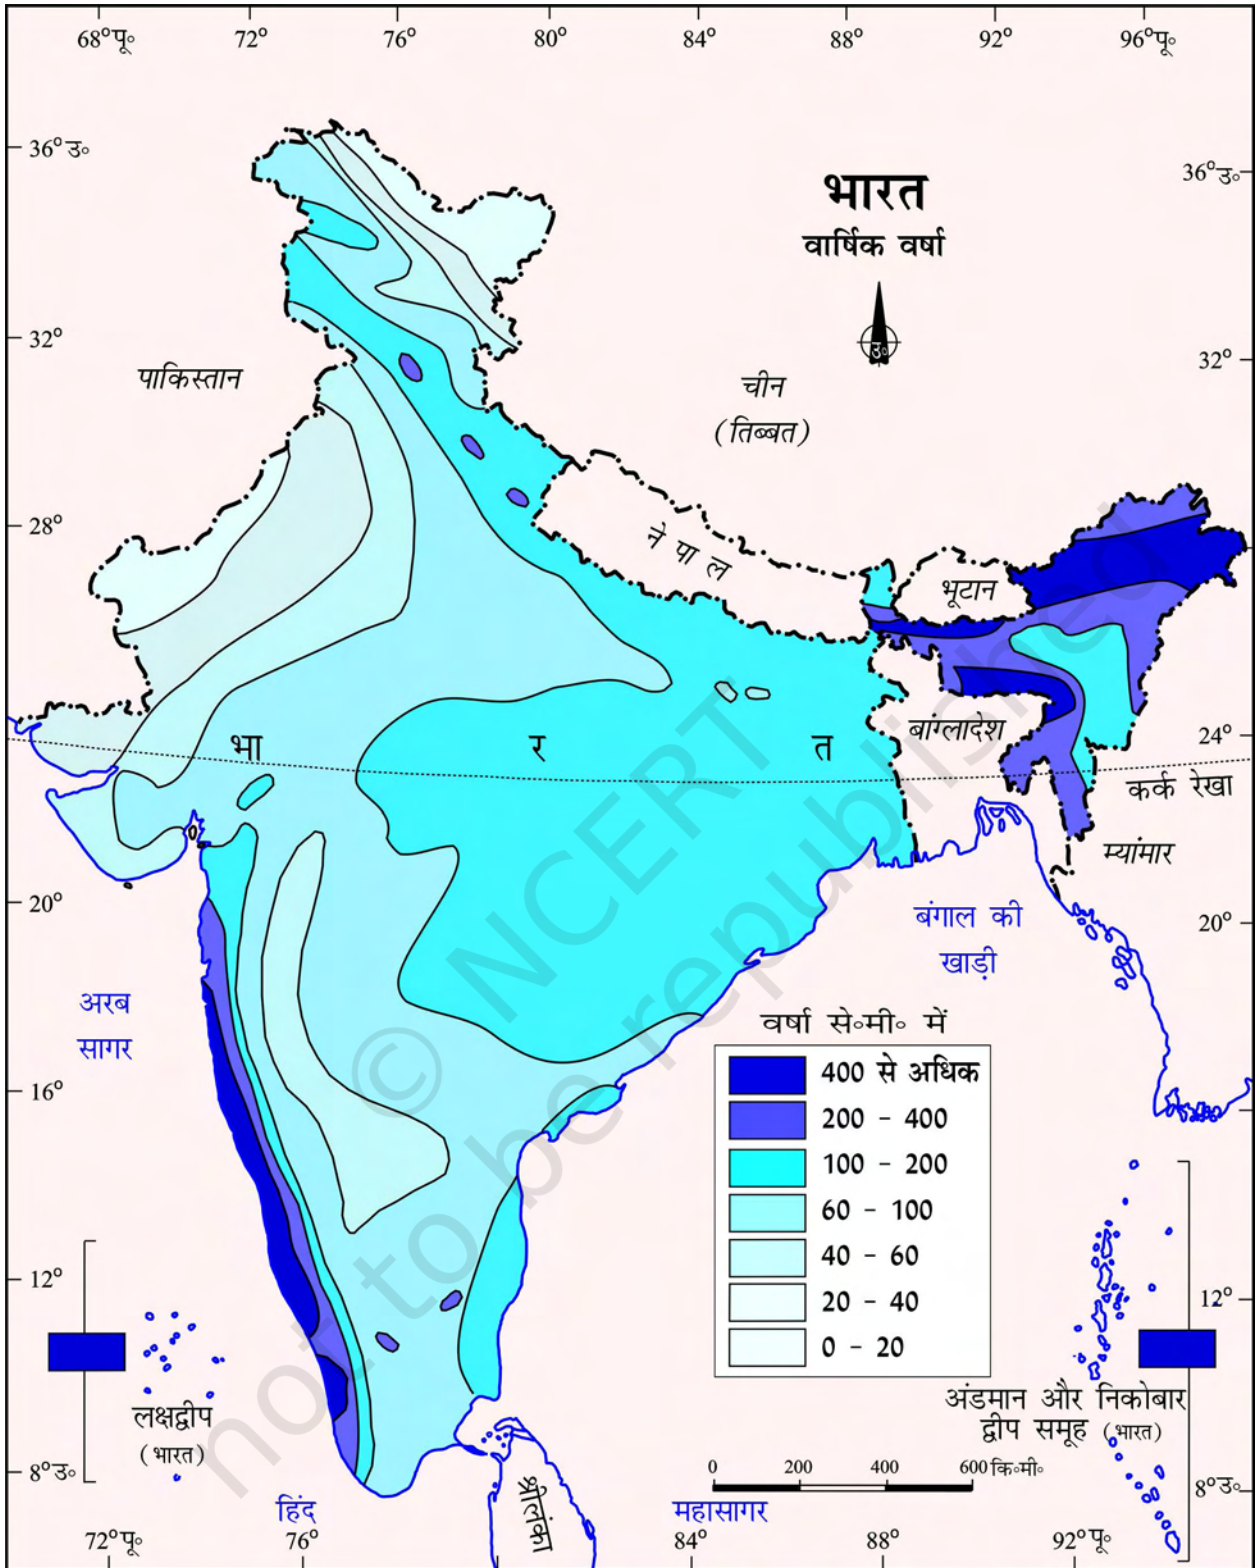 68°पू॰ 72° 76° 80° 84° 88° 92° 96°पू॰
36°उ॰ 36°उ॰
भारत
वार्षिक वर्षा
उ॰
32° 32°
पाकिस्तान
चीन
(तिब्बत)
28° 28°
ने पा ल
भूटान
भा र त
बांग्लादेश
24°
कर्क रेखा
म्यांमार
20° 20°
बंगाल की
खाड़ी
अरब
सागर
© NCERT
not to be republished
वर्षा से॰मी॰ में
400 से अधिक
200 - 400
100 - 200
60 - 100
40 - 60
20 - 40
0 - 20
16° 16°
12° 12°
लक्षद्वीप
(भारत)
अंडमान और निकोबार
द्वीप समूह (भारत)
0 200 400 600 कि॰मी॰
8°उ॰ 8°उ॰
हिंद महासागर
श्रीलंका
72°पू॰ 76° 84° 88° 92°पू॰